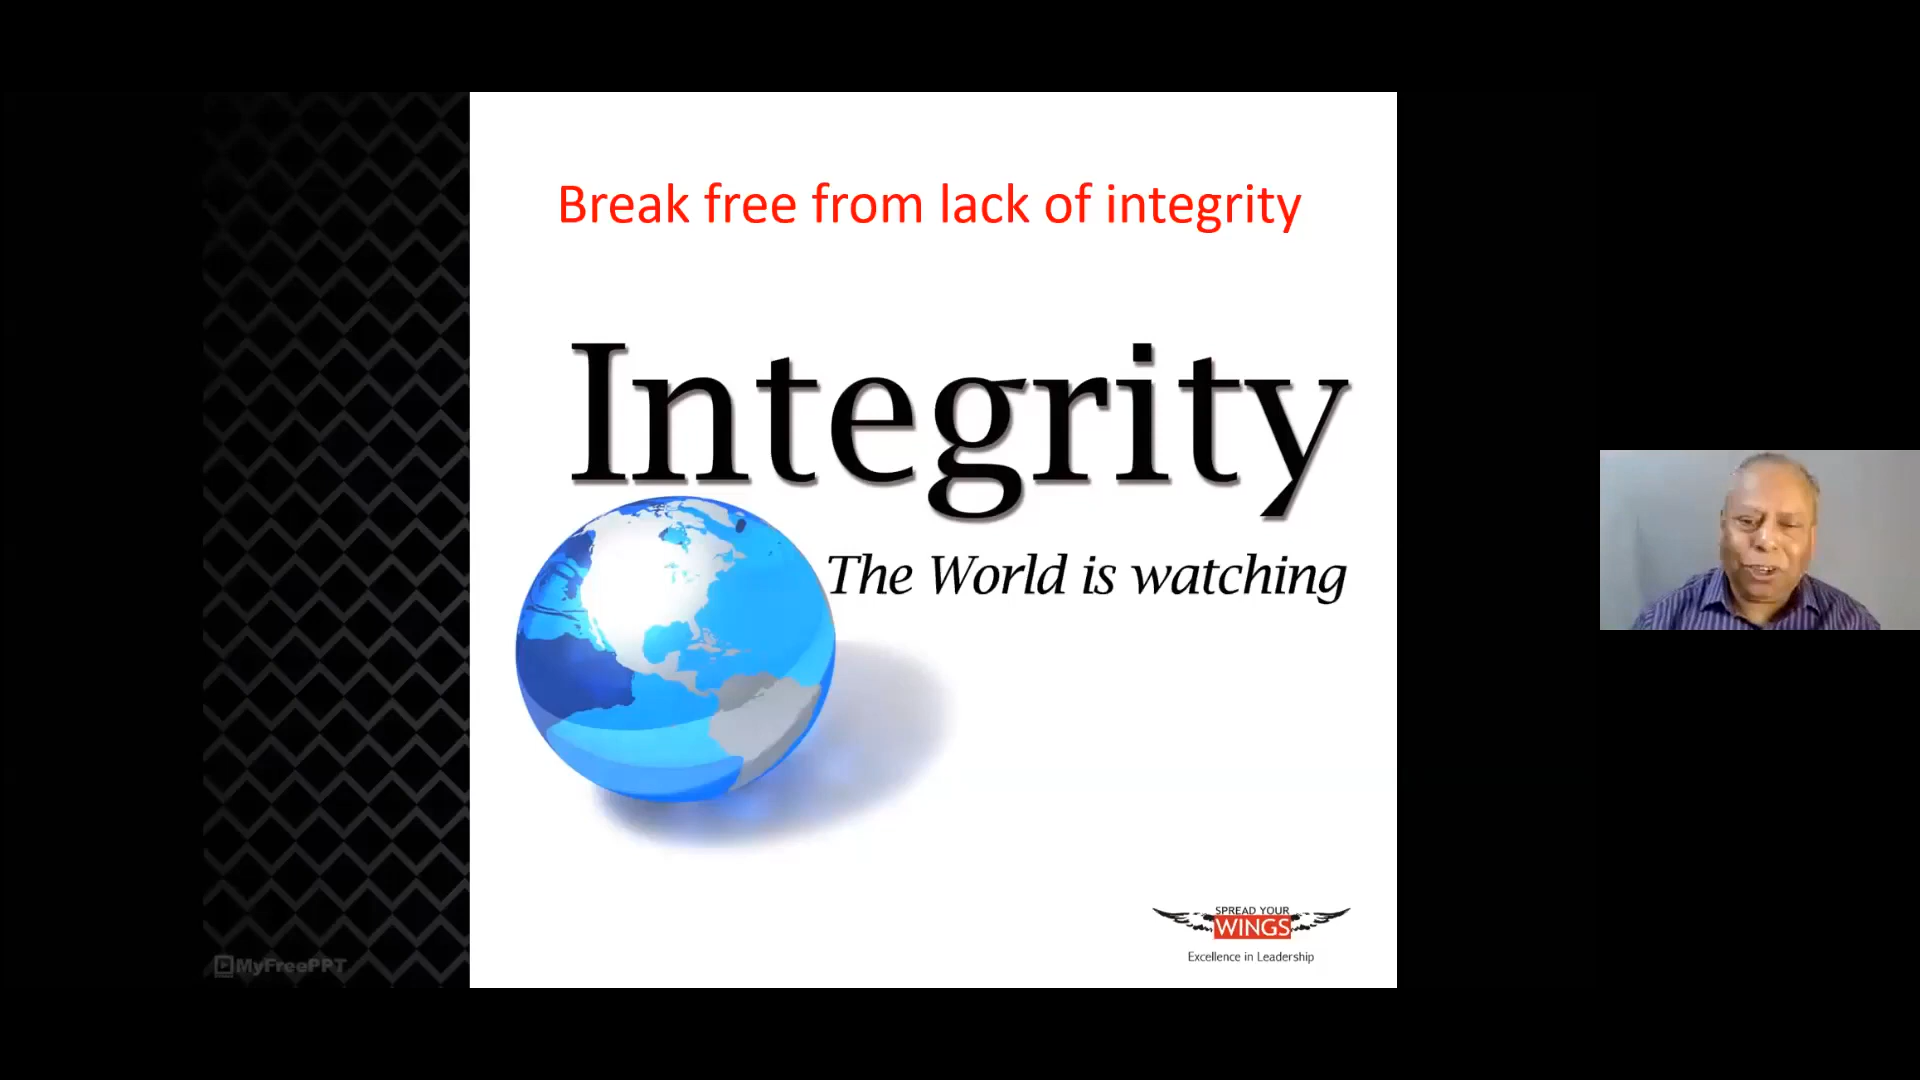 Break free from lack of integrity
Integrity
The World is watching
SPREAD YOUR
WINGS
Excellence in Leadership
MyFreePPT